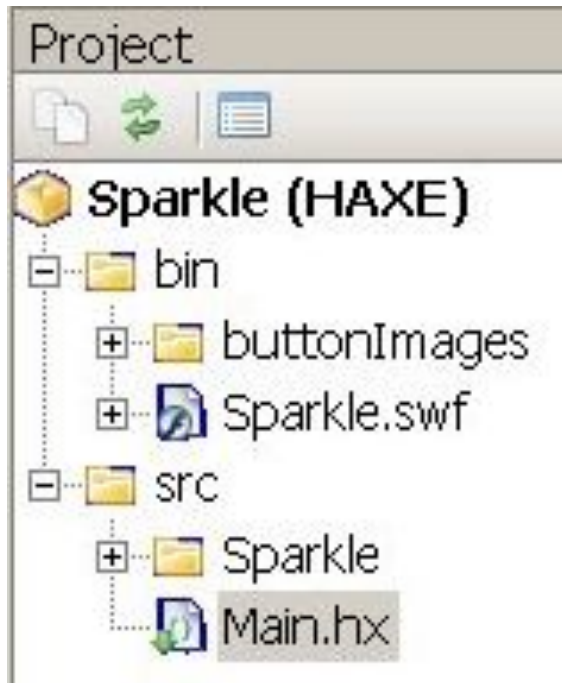 Project
Sparkle (HAXE)
bin
buttonImages
Sparkle.swf
src
Sparkle
Main.hx